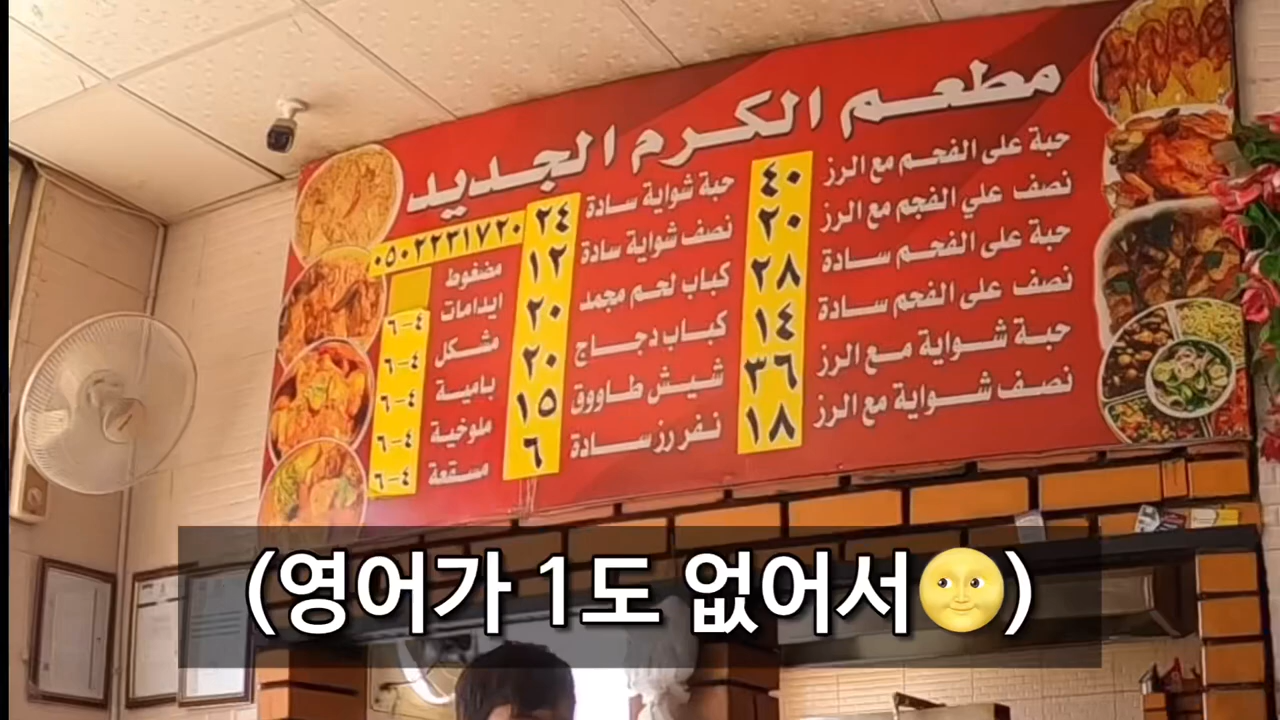 مطعم الكرم الجديد
حبة على الفحم مع الرز ٤٠
نصف علي الفجم مع الرز ٢٠
حبة على الفحم سادة ٢٨
نصف على الفحم سادة ١٤
حبة شواية مع الرز ٣٦
نصف شواية مع الرز ١٨
حبة شواية سادة ٢٤
نصف شواية سادة ١٢
كباب لحم مجمد ٢٠
كباب دجاج ٢٠
شيش طاووق ١٥
نفر رز سادة ٦
٠٥٠٢٢٣١٧٢٠
مضغوط
ايدامات ٤-٦
مشكل ٤-٦
بامية ٤-٦
ملوخية ٤-٦
مسقعة ٤-٦
(영어가 1도 없어서🌝)